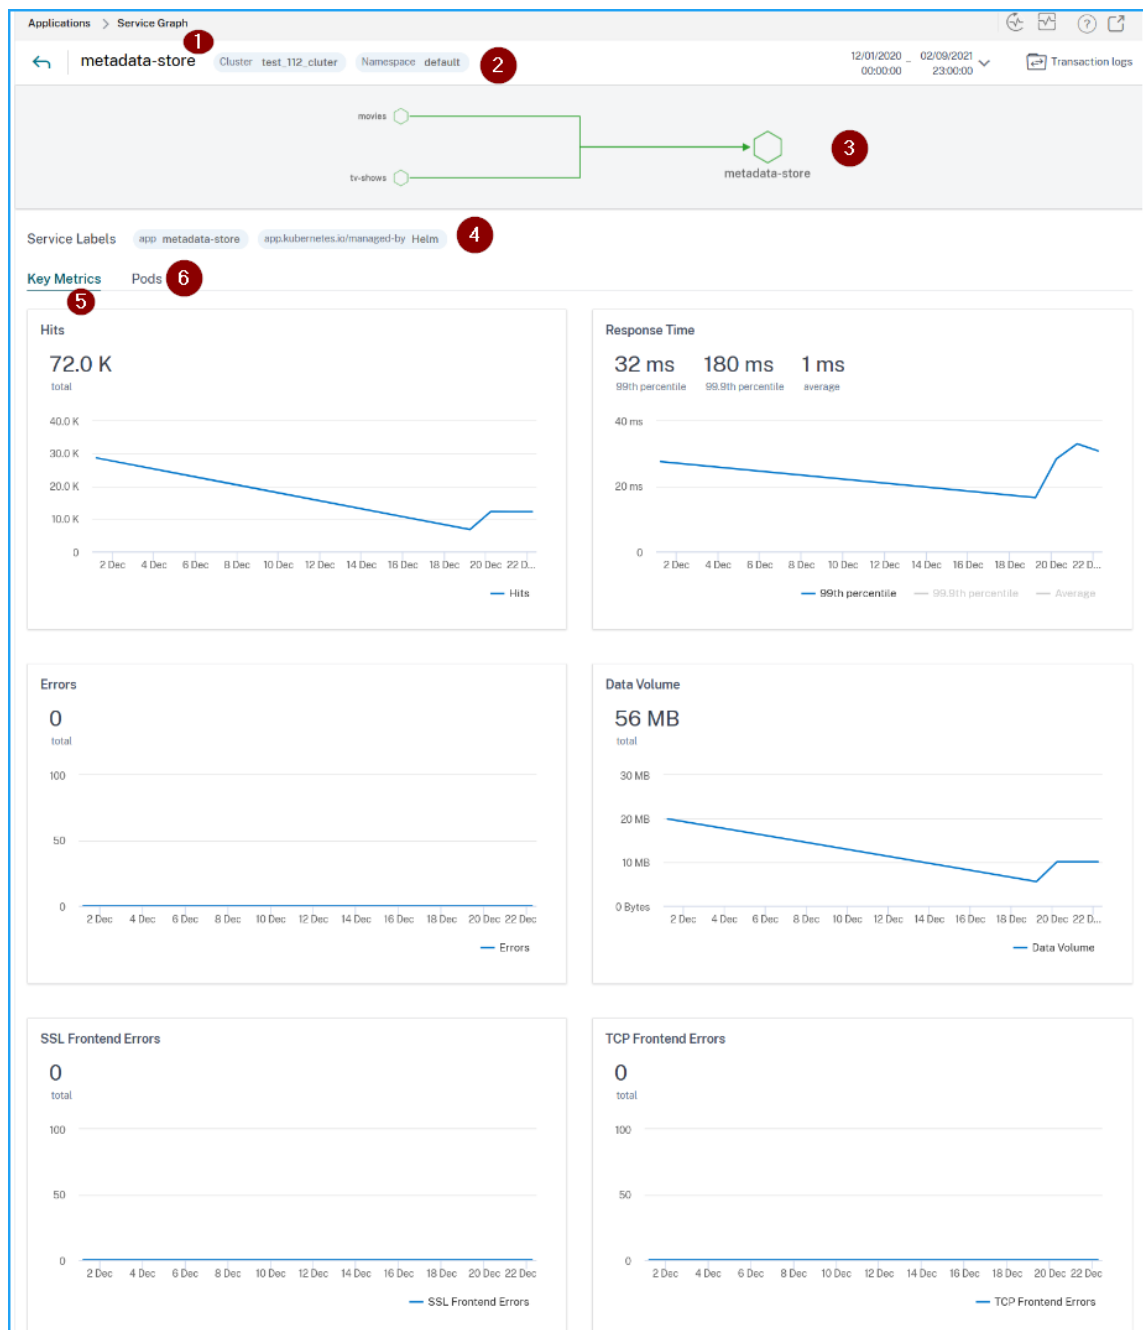 Applications > Service Graph
1
metadata-store Cluster test_112_cluter Namespace default 2
12/01/2020 00:00:00 – 02/09/2021 23:00:00
Transaction logs
movies
tv-shows
metadata-store
3
Service Labels app metadata-store app.kubernetes.io/managed-by Helm 4
Key Metrics Pods 6
5
Hits
72.0 K
total
40.0 K
30.0 K
20.0 K
10.0 K
0
2 Dec 4 Dec 6 Dec 8 Dec 10 Dec 12 Dec 14 Dec 16 Dec 18 Dec 20 Dec 22 D...
Hits
Response Time
32 ms 180 ms 1 ms
99th percentile 99.9th percentile average
40 ms
20 ms
0
2 Dec 4 Dec 6 Dec 8 Dec 10 Dec 12 Dec 14 Dec 16 Dec 18 Dec 20 Dec 22 D...
99th percentile 99.9th percentile Average
Errors
0
total
100
50
0
2 Dec 4 Dec 6 Dec 8 Dec 10 Dec 12 Dec 14 Dec 16 Dec 18 Dec 20 Dec 22 Dec
Errors
Data Volume
56 MB
total
30 MB
20 MB
10 MB
0 Bytes
2 Dec 4 Dec 6 Dec 8 Dec 10 Dec 12 Dec 14 Dec 16 Dec 18 Dec 20 Dec 22 D...
Data Volume
SSL Frontend Errors
0
total
100
50
0
2 Dec 4 Dec 6 Dec 8 Dec 10 Dec 12 Dec 14 Dec 16 Dec 18 Dec 20 Dec 22 Dec
SSL Frontend Errors
TCP Frontend Errors
0
total
100
50
0
2 Dec 4 Dec 6 Dec 8 Dec 10 Dec 12 Dec 14 Dec 16 Dec 18 Dec 20 Dec 22 Dec
TCP Frontend Errors